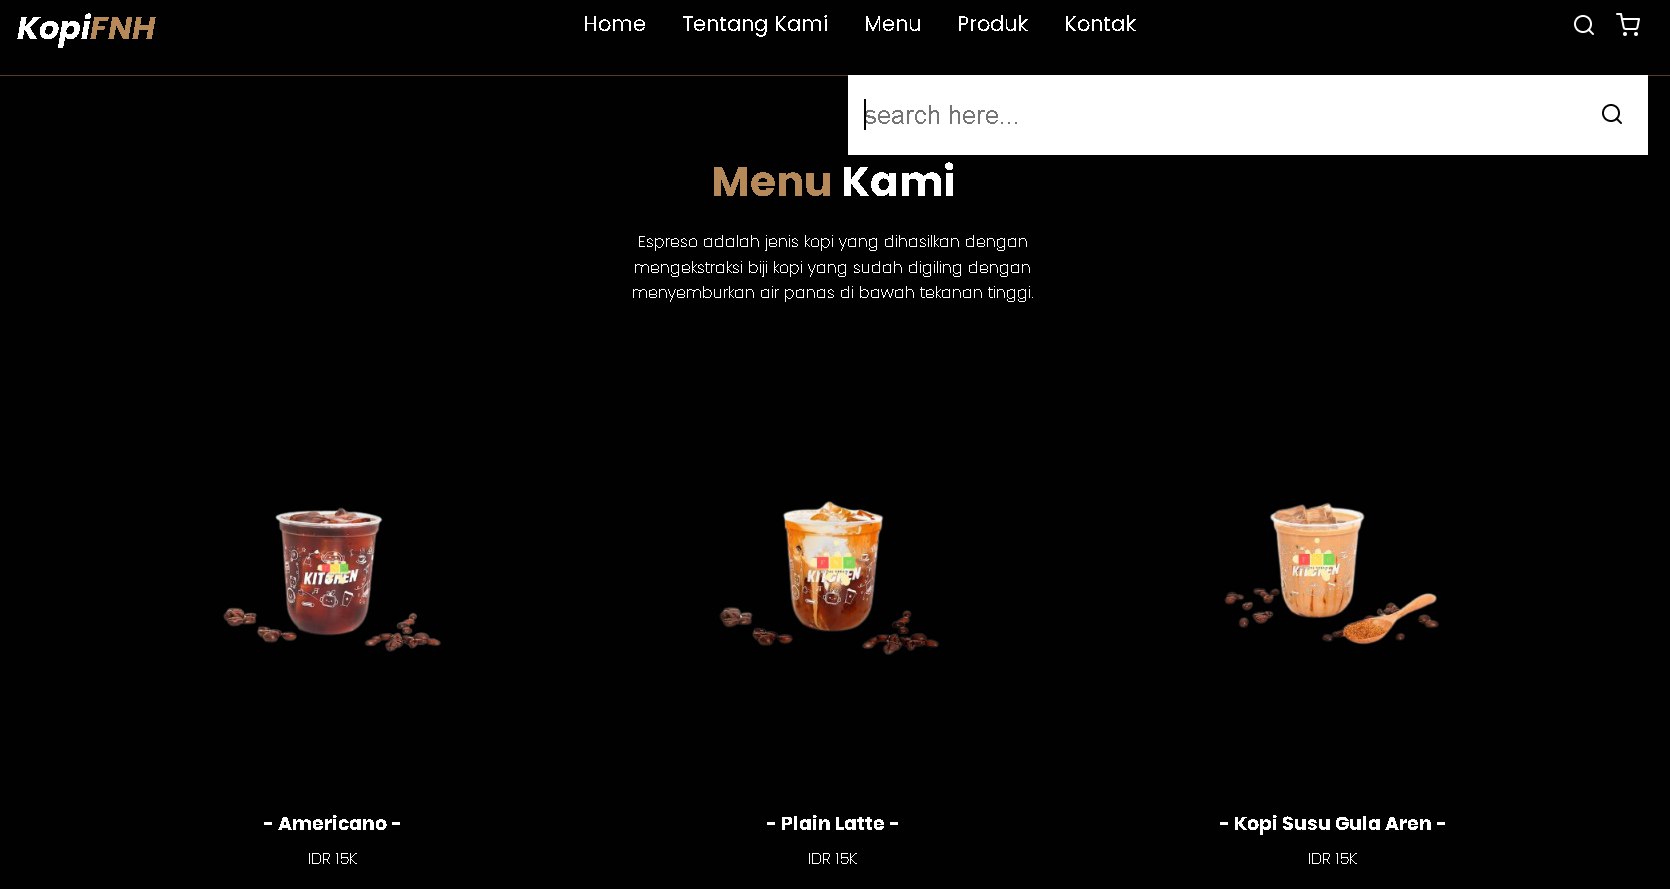 KopiFNH
Home Tentang Kami Menu Produk Kontak
search here...
Menu Kami
Espreso adalah jenis kopi yang dihasilkan dengan
mengekstraksi biji kopi yang sudah digiling dengan
menyemburkan air panas di bawah tekanan tinggi.
KITCHEN
KITCHEN
KITCHEN
- Americano -
- Plain Latte -
- Kopi Susu Gula Aren -
IDR 15K
IDR 15K
IDR 15K